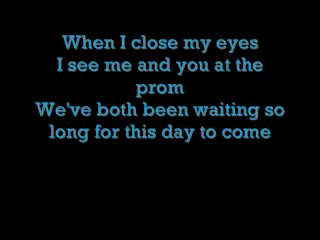 When I close my eyes
I see me and you at the
prom
We've both been waiting so
long for this day to come